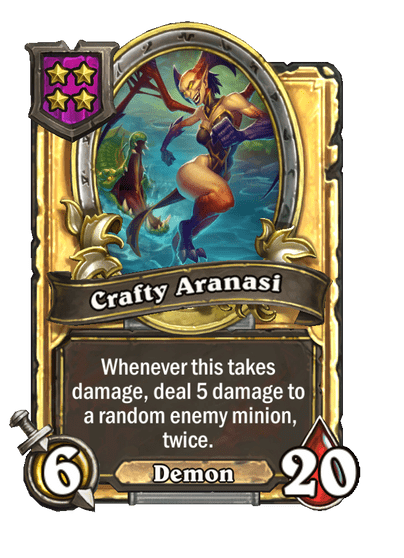 Crafty Aranasi
Whenever this takes
damage, deal 5 damage to
a random enemy minion,
twice.
6
Demon
20